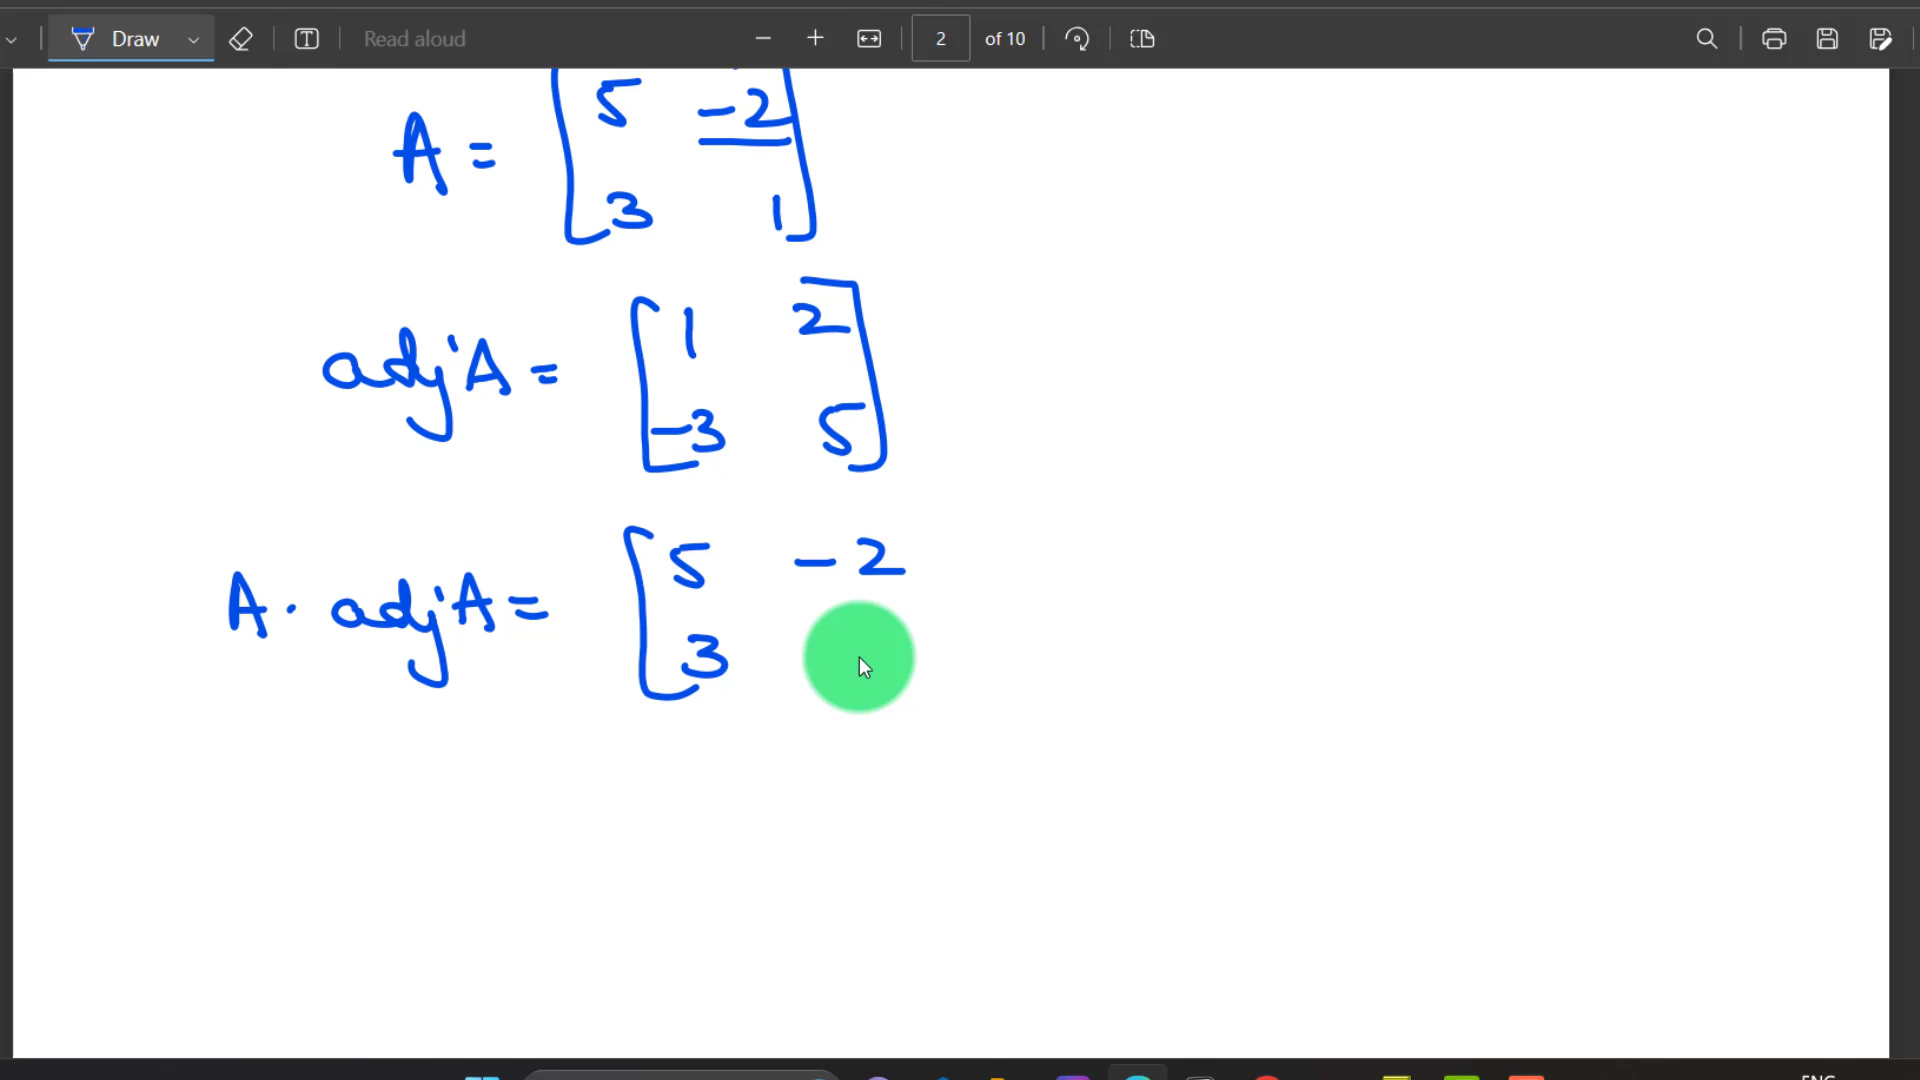 Draw Read aloud 2 of 10
5 -2
A =
3 1
1 2
adj A =
-3 5
5 -2
A · adj A =
3
ENG